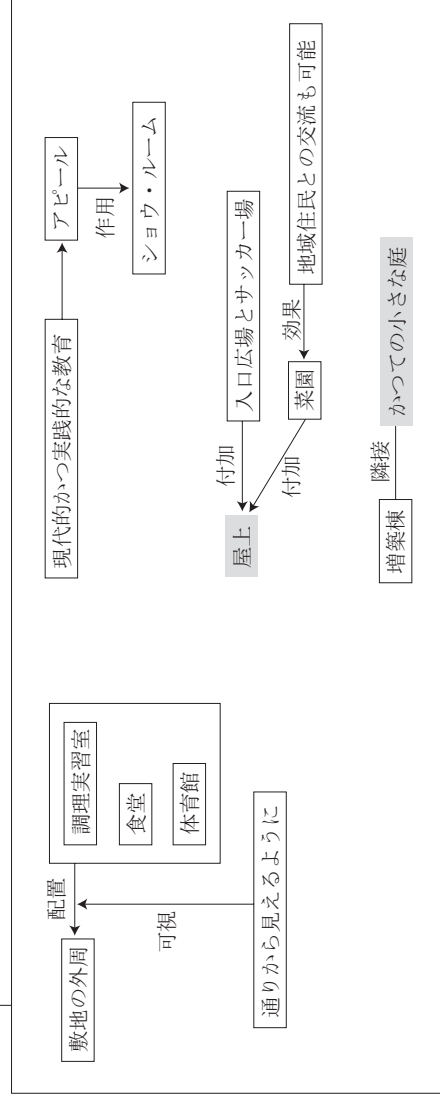 敷地の外周
配置
調理実習室
食堂
体育館
可視
通りから見えるように
現代的かつ実践的な教育
アピール
作用
ショウ・ルーム
屋上
付加
入口広場とサッカー場
付加
菜園
効果
地域住民との交流も可能
増築棟
隣接
かつての小さな庭